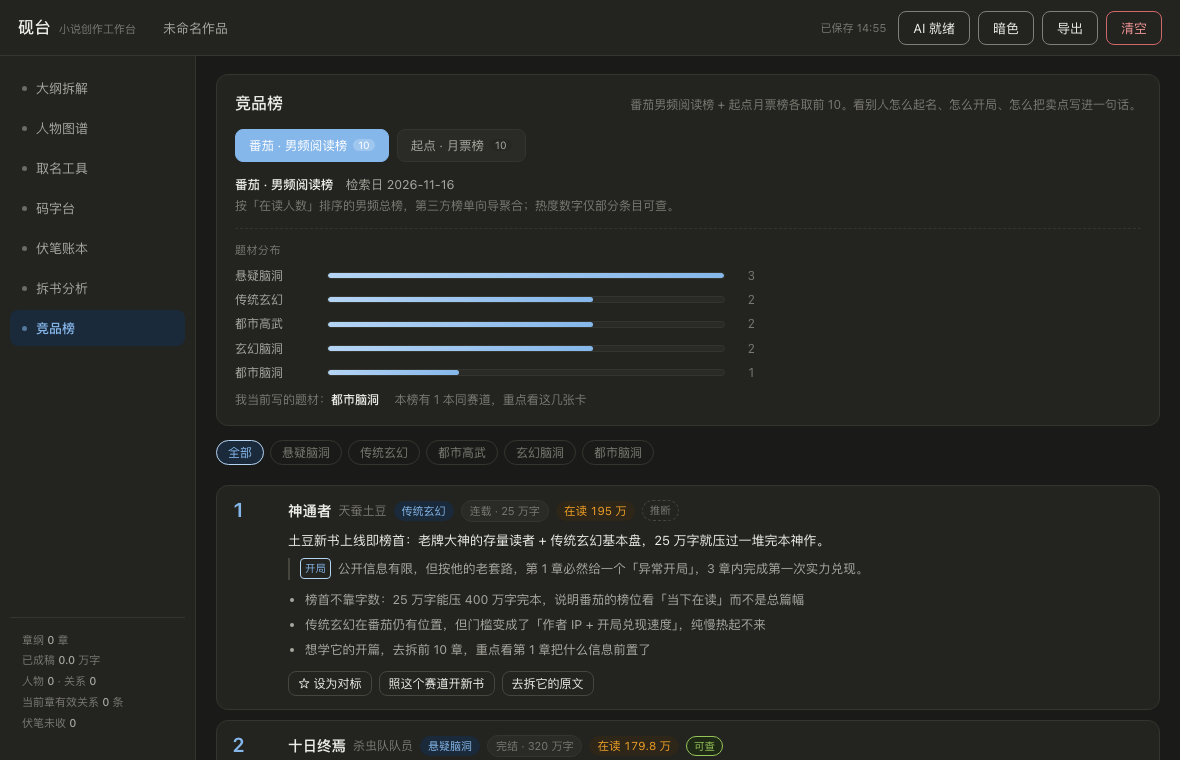 砚台 小说创作工作台 未命名作品 已保存 14:55 AI 就绪 暗色 导出 清空
大纲拆解
人物图谱
取名工具
码字台
伏笔账本
拆书分析
竞品榜
章纲 0 章
已成稿 0.0 万字
人物 0 · 关系 0
当前章有效关系 0 条
伏笔未收 0
竞品榜 番茄男频阅读榜 + 起点月票榜各取前 10。看别人怎么起名、怎么开局、怎么把卖点写进一句话。
番茄 · 男频阅读榜 10 起点 · 月票榜 10
番茄 · 男频阅读榜 检索日 2026-11-16
按「在读人数」排序的男频总榜，第三方榜单向导聚合；热度数字仅部分条目可查。
题材分布
悬疑脑洞 3
传统玄幻 2
都市高武 2
玄幻脑洞 2
都市脑洞 1
我当前写的题材：都市脑洞 本榜有 1 本同赛道，重点看这几张卡
全部 悬疑脑洞 传统玄幻 都市高武 玄幻脑洞 都市脑洞
1 神通者 天蚕土豆 传统玄幻 连载 · 25 万字 在读 195 万 推断
土豆新书上线即榜首：老牌大神的存量读者 + 传统玄幻基本盘，25 万字就压过一堆完本神作。
开局 公开信息有限，但按他的老套路，第 1 章必然给一个「异常开局」，3 章内完成第一次实力兑现。
榜首不靠字数：25 万字能压 400 万字完本，说明番茄的榜位看「当下在读」而不是总篇幅
传统玄幻在番茄仍有位置，但门槛变成了「作者 IP + 开局兑现速度」，纯慢热起不来
想学它的开篇，去拆前 10 章，重点看第 1 章把什么信息前置了
☆ 设为对标 照这个赛道开新书 去拆它的原文
2 十日终焉 杀虫队队员 悬疑脑洞 完结 · 320 万字 在读 179.8 万 可查